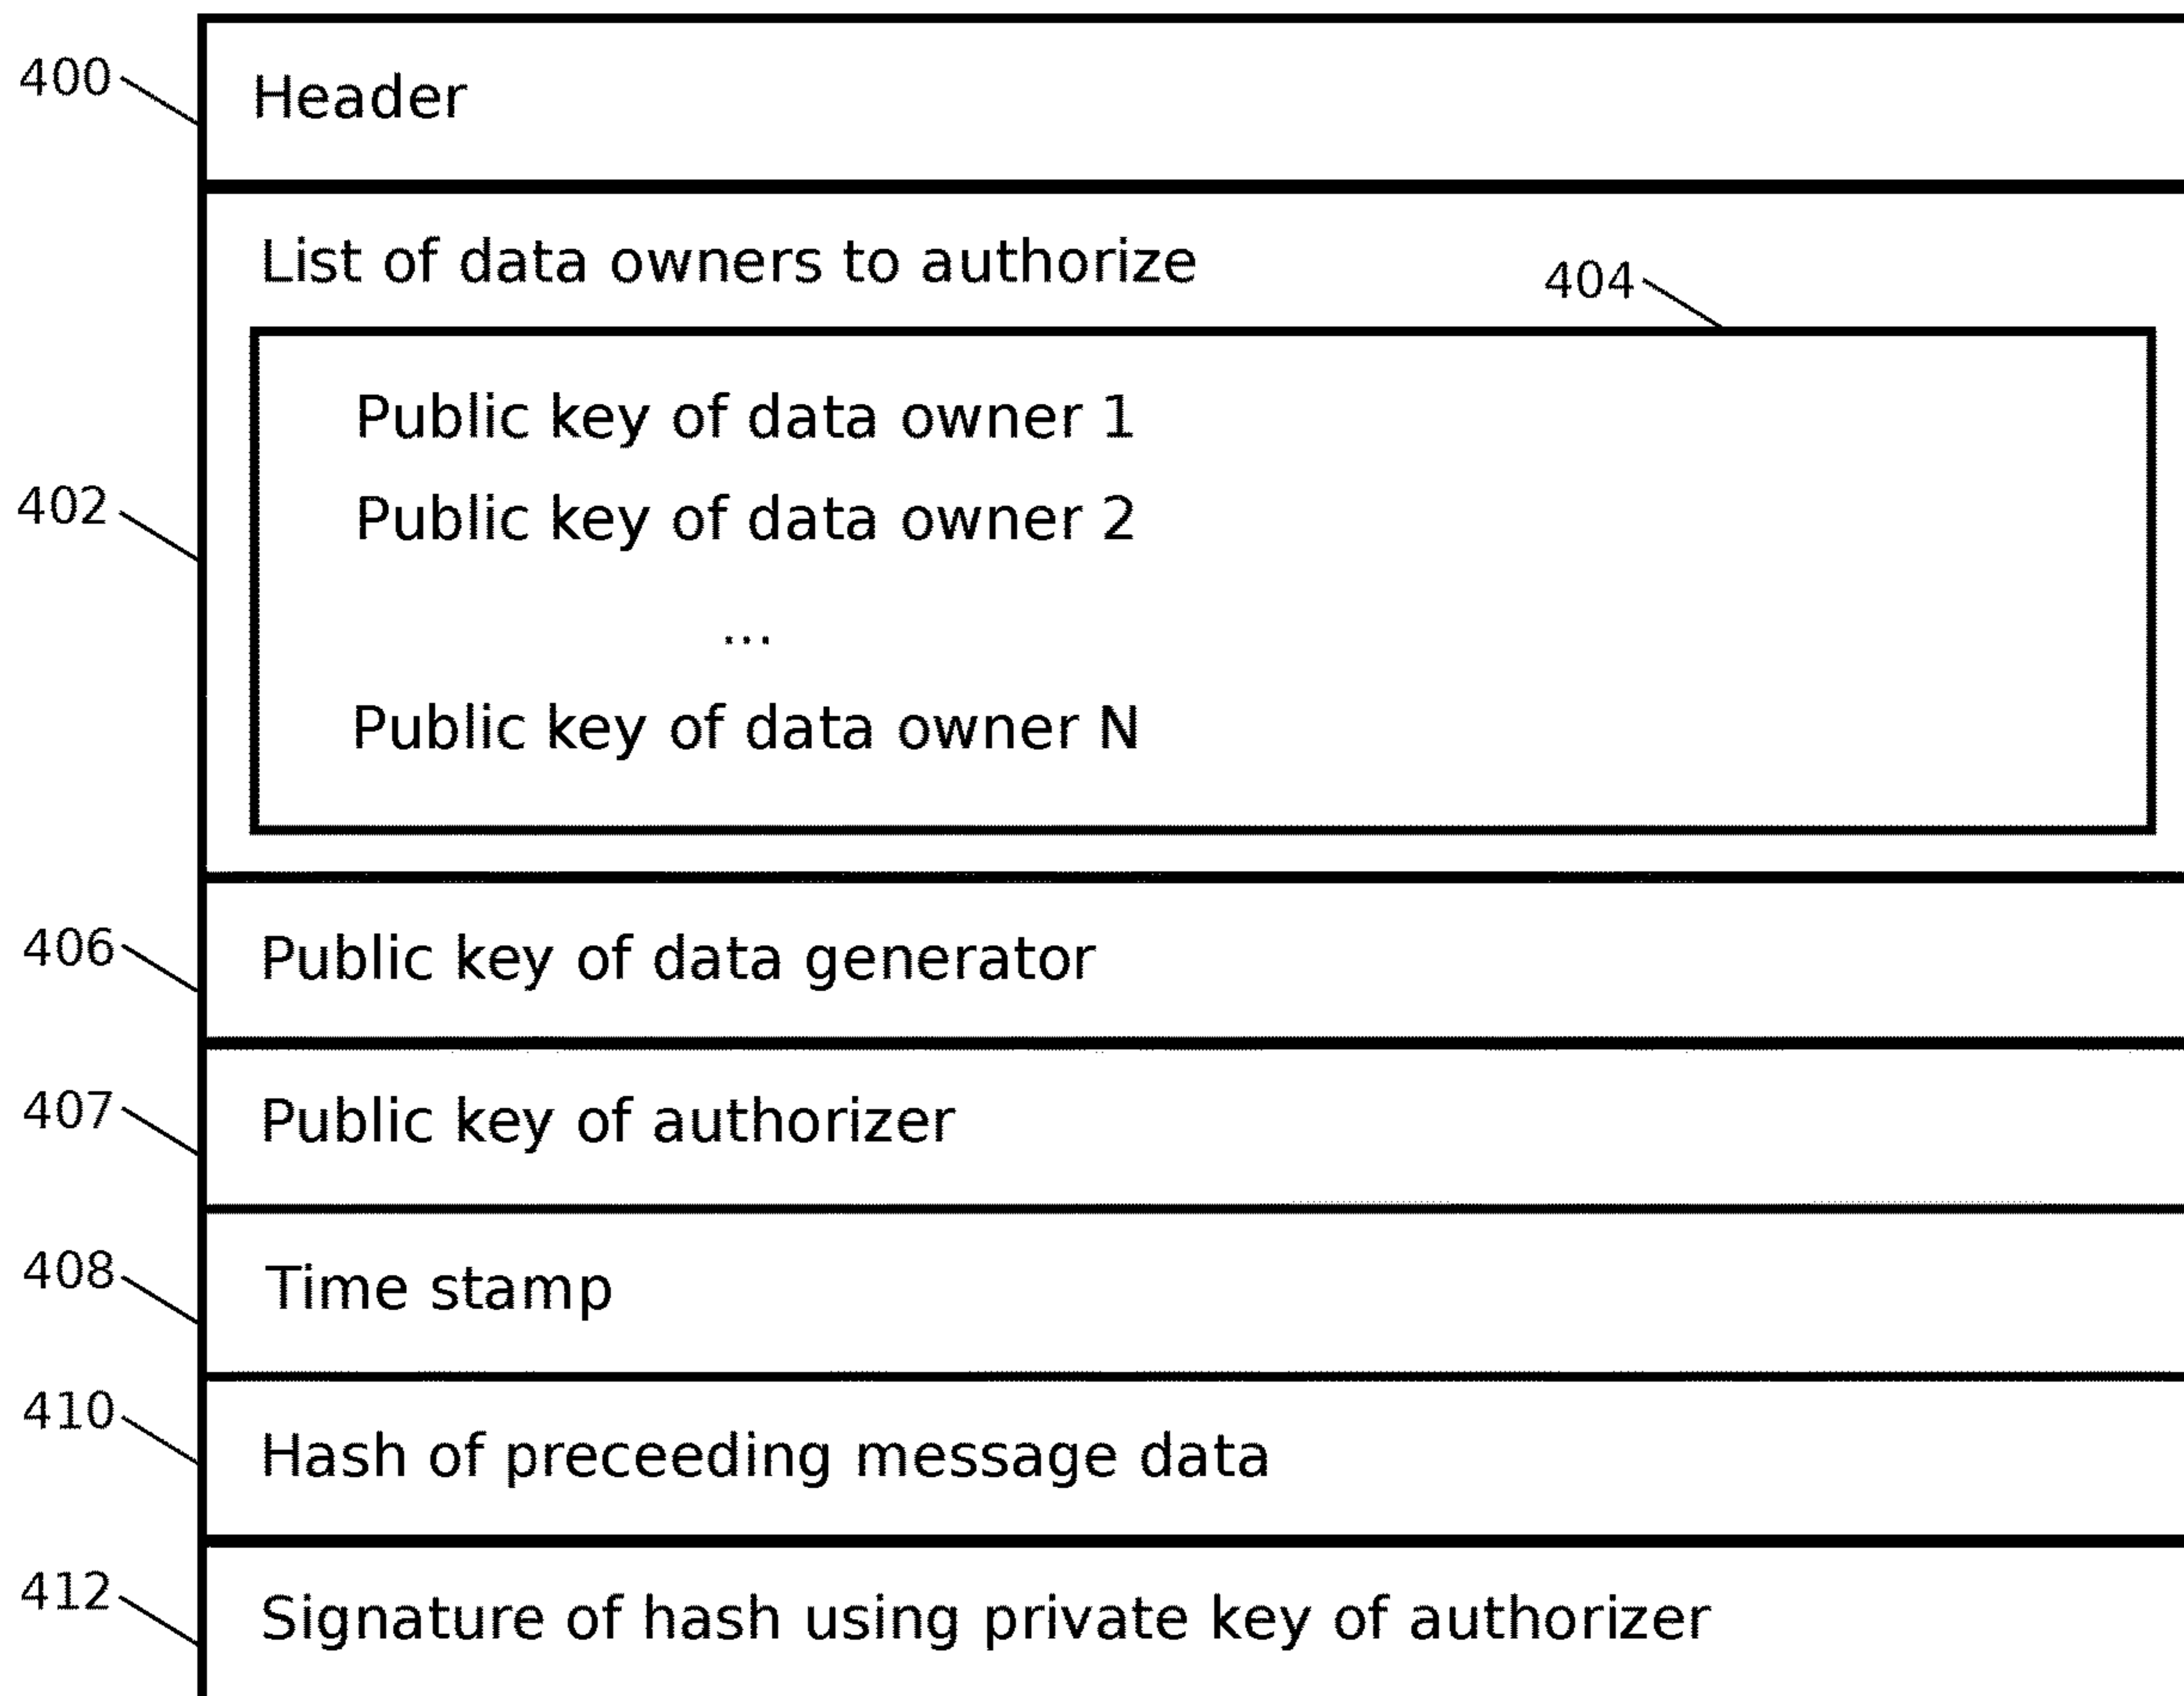 400
Header
List of data owners to authorize
404
Public key of data owner 1
402
Public key of data owner 2
...
Public key of data owner N
406
Public key of data generator
407
Public key of authorizer
408
Time stamp
410
Hash of preceeding message data
412
Signature of hash using private key of authorizer